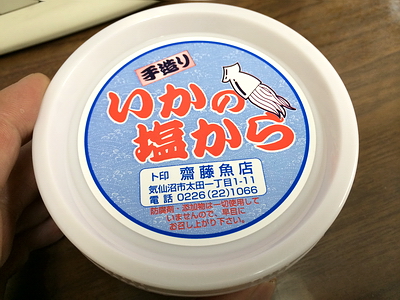 手造り
いかの
塩から
ト印 齋藤魚店
気仙沼市太田一丁目1-11
電話 0226(22)1066
防腐剤・添加物は一切使用して
いませんので、早目に
お召し上がり下さい。